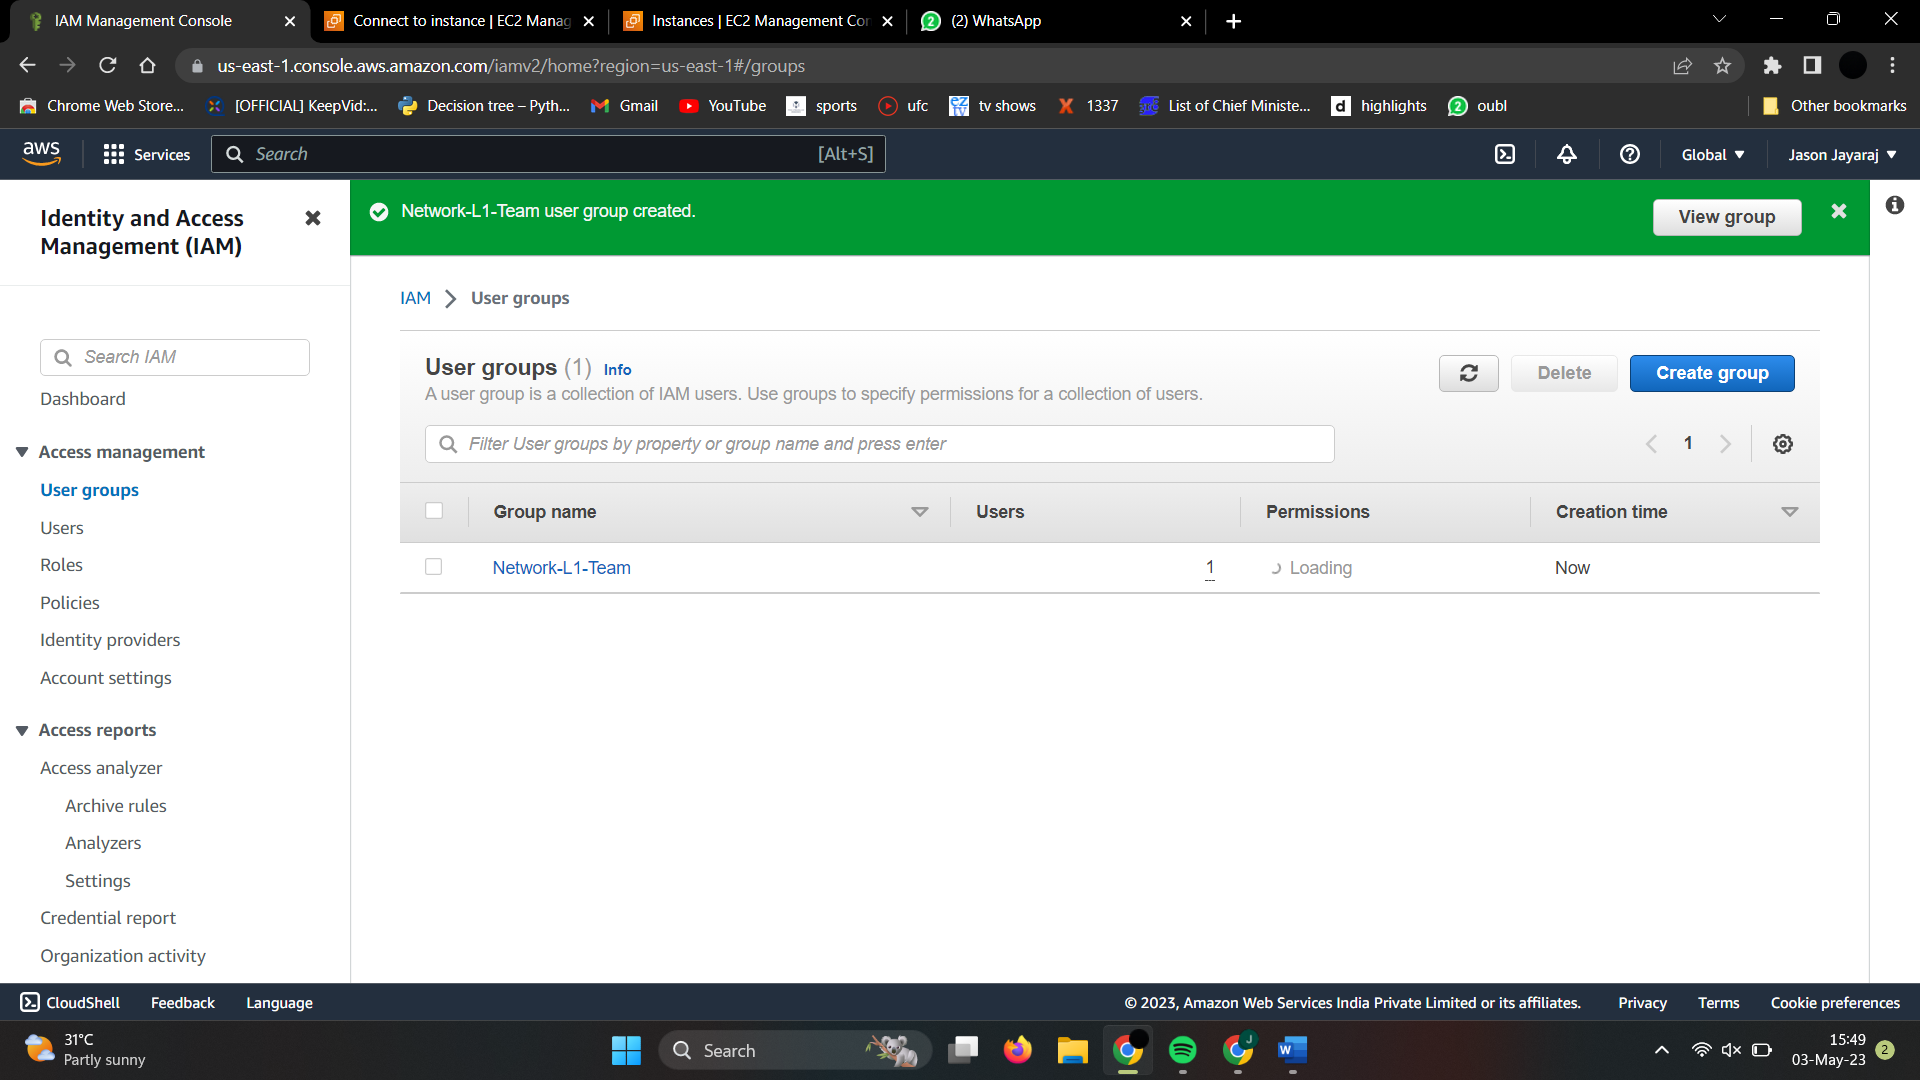 IAM Management Console
Connect to instance | EC2 Manag
Instances | EC2 Management Con
(2) WhatsApp
us-east-1.console.aws.amazon.com/iamv2/home?region=us-east-1#/groups
Chrome Web Store...
[OFFICIAL] KeepVid:...
Decision tree – Pyth...
Gmail
YouTube
sports
ufc
tv shows
1337
List of Chief Ministe...
highlights
oubl
Other bookmarks
aws
Services
Search
[Alt+S]
Global
Jason Jayaraj
Identity and Access
Management (IAM)
Network-L1-Team user group created.
View group
IAM > User groups
Search IAM
Dashboard
Access management
User groups
Users
Roles
Policies
Identity providers
Account settings
Access reports
Access analyzer
Archive rules
Analyzers
Settings
Credential report
Organization activity
User groups (1) Info
A user group is a collection of IAM users. Use groups to specify permissions for a collection of users.
Delete
Create group
Filter User groups by property or group name and press enter
1
Group name
Users
Permissions
Creation time
Network-L1-Team
1
Loading
Now
CloudShell
Feedback
Language
© 2023, Amazon Web Services India Private Limited or its affiliates.
Privacy
Terms
Cookie preferences
31°C
Partly sunny
Search
15:49
03-May-23
2